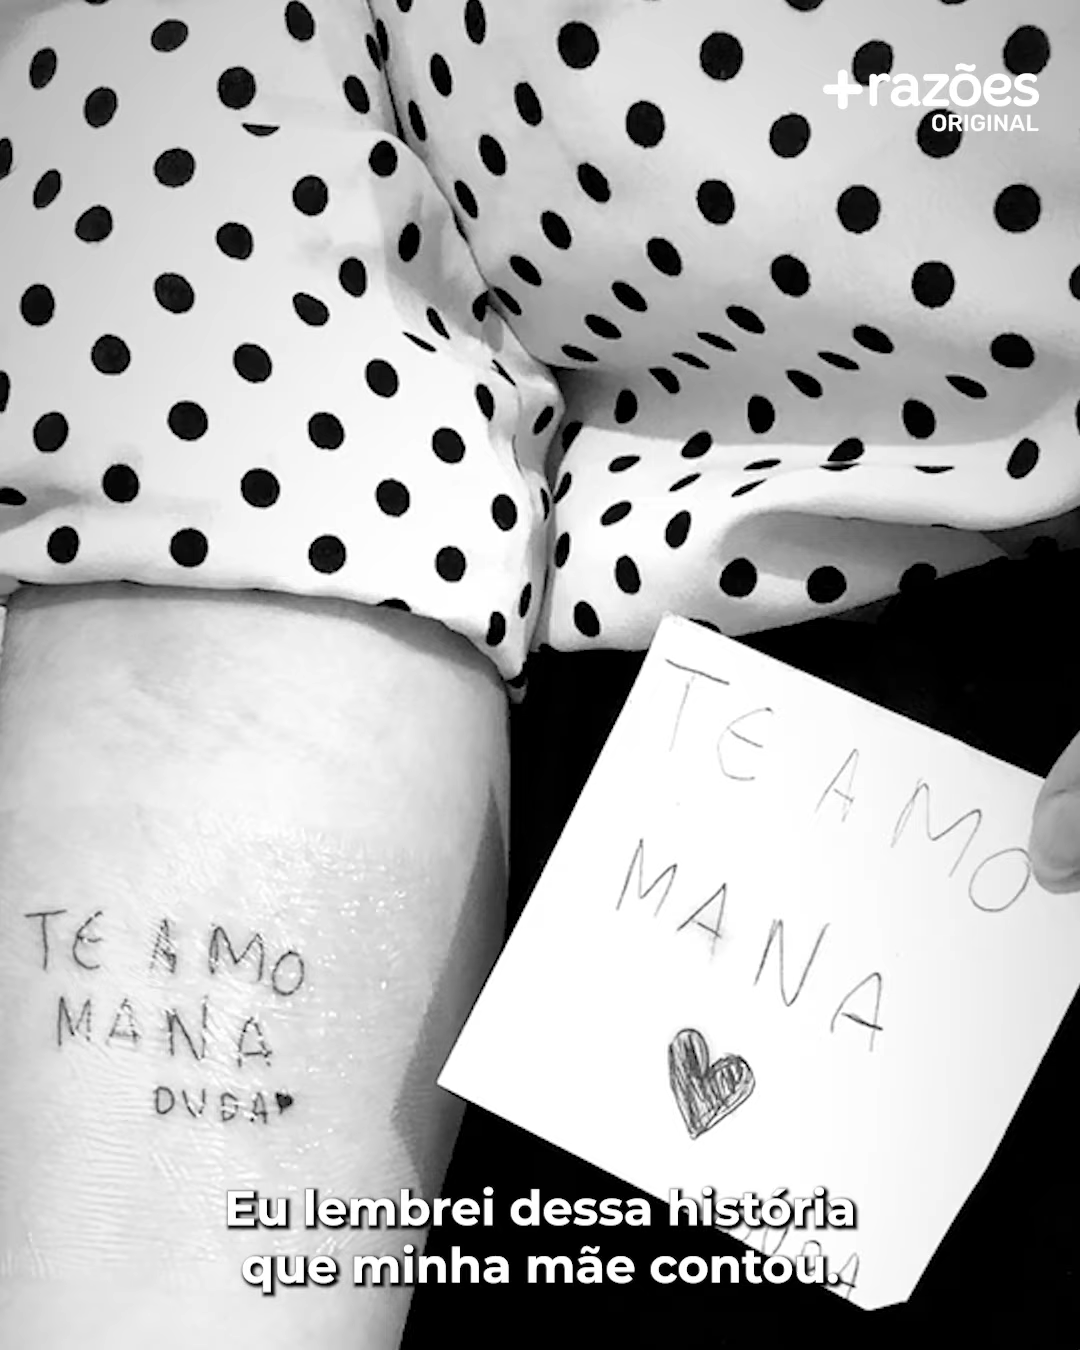 +razões
ORIGINAL
TE AMO
MANA
TE AMO
MANA
DUDA
Eu lembrei dessa história
que minha mãe contou.